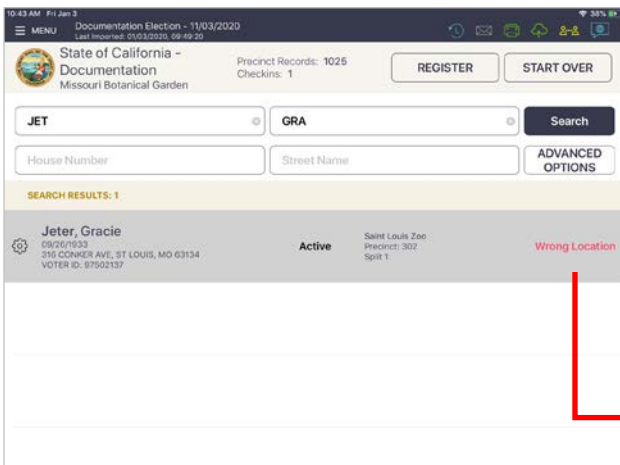 10:43 AM Fri Jan 3
38%
MENU
Documentation Election - 11/03/2020
Last Imported: 01/03/2020, 09:49:20
State of California -
Documentation
Missouri Botanical Garden
Precinct Records: 1025
Checkins: 1
REGISTER
START OVER
JET
GRA
Search
House Number
Street Name
ADVANCED
OPTIONS
SEARCH RESULTS: 1
Jeter, Gracie
09/26/1933
316 CONKER AVE, ST LOUIS, MO 63134
VOTER ID: 97502137
Active
Saint Louis Zoo
Precinct: 302
Split 1
Wrong Location